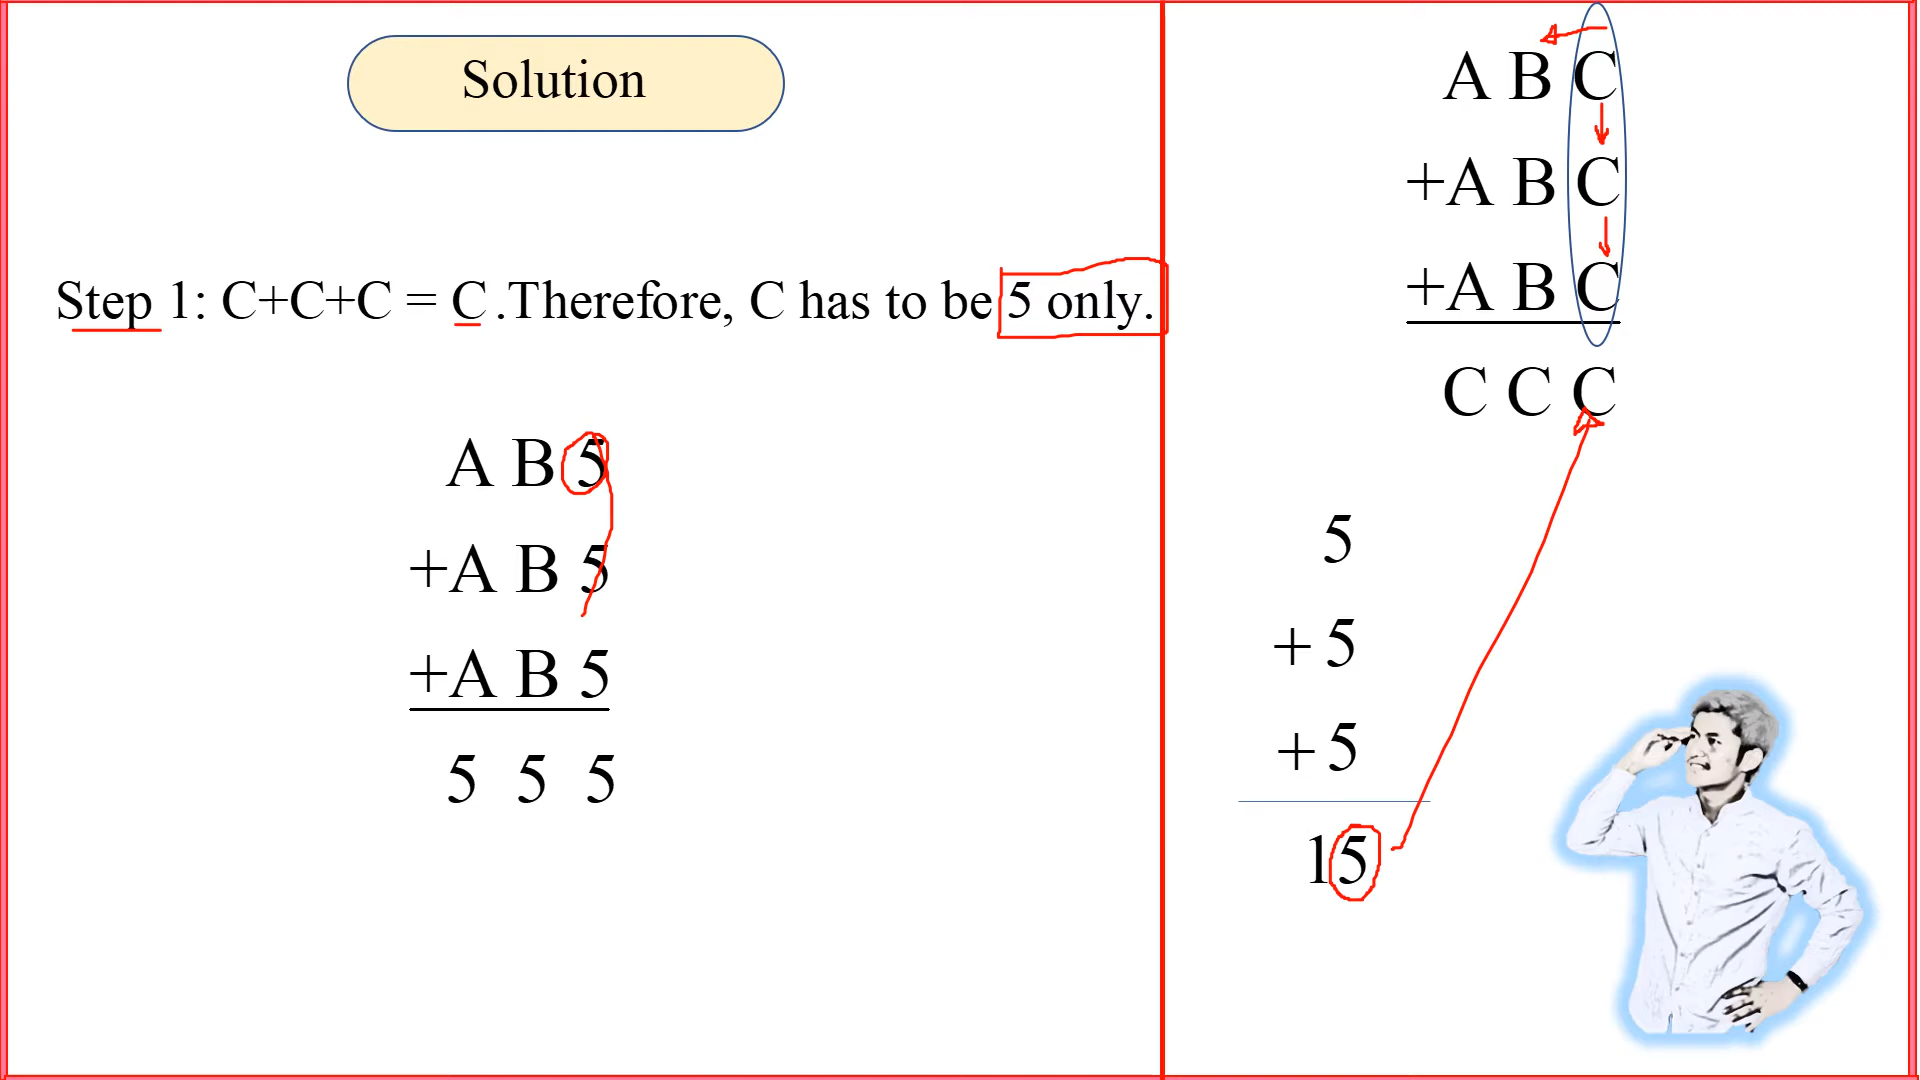 Solution
Step 1: C+C+C = C .Therefore, C has to be 5 only.
A B 5
+A B 5
+A B 5
5 5 5
A B C
+A B C
+A B C
C C C
5
+ 5
+ 5
15